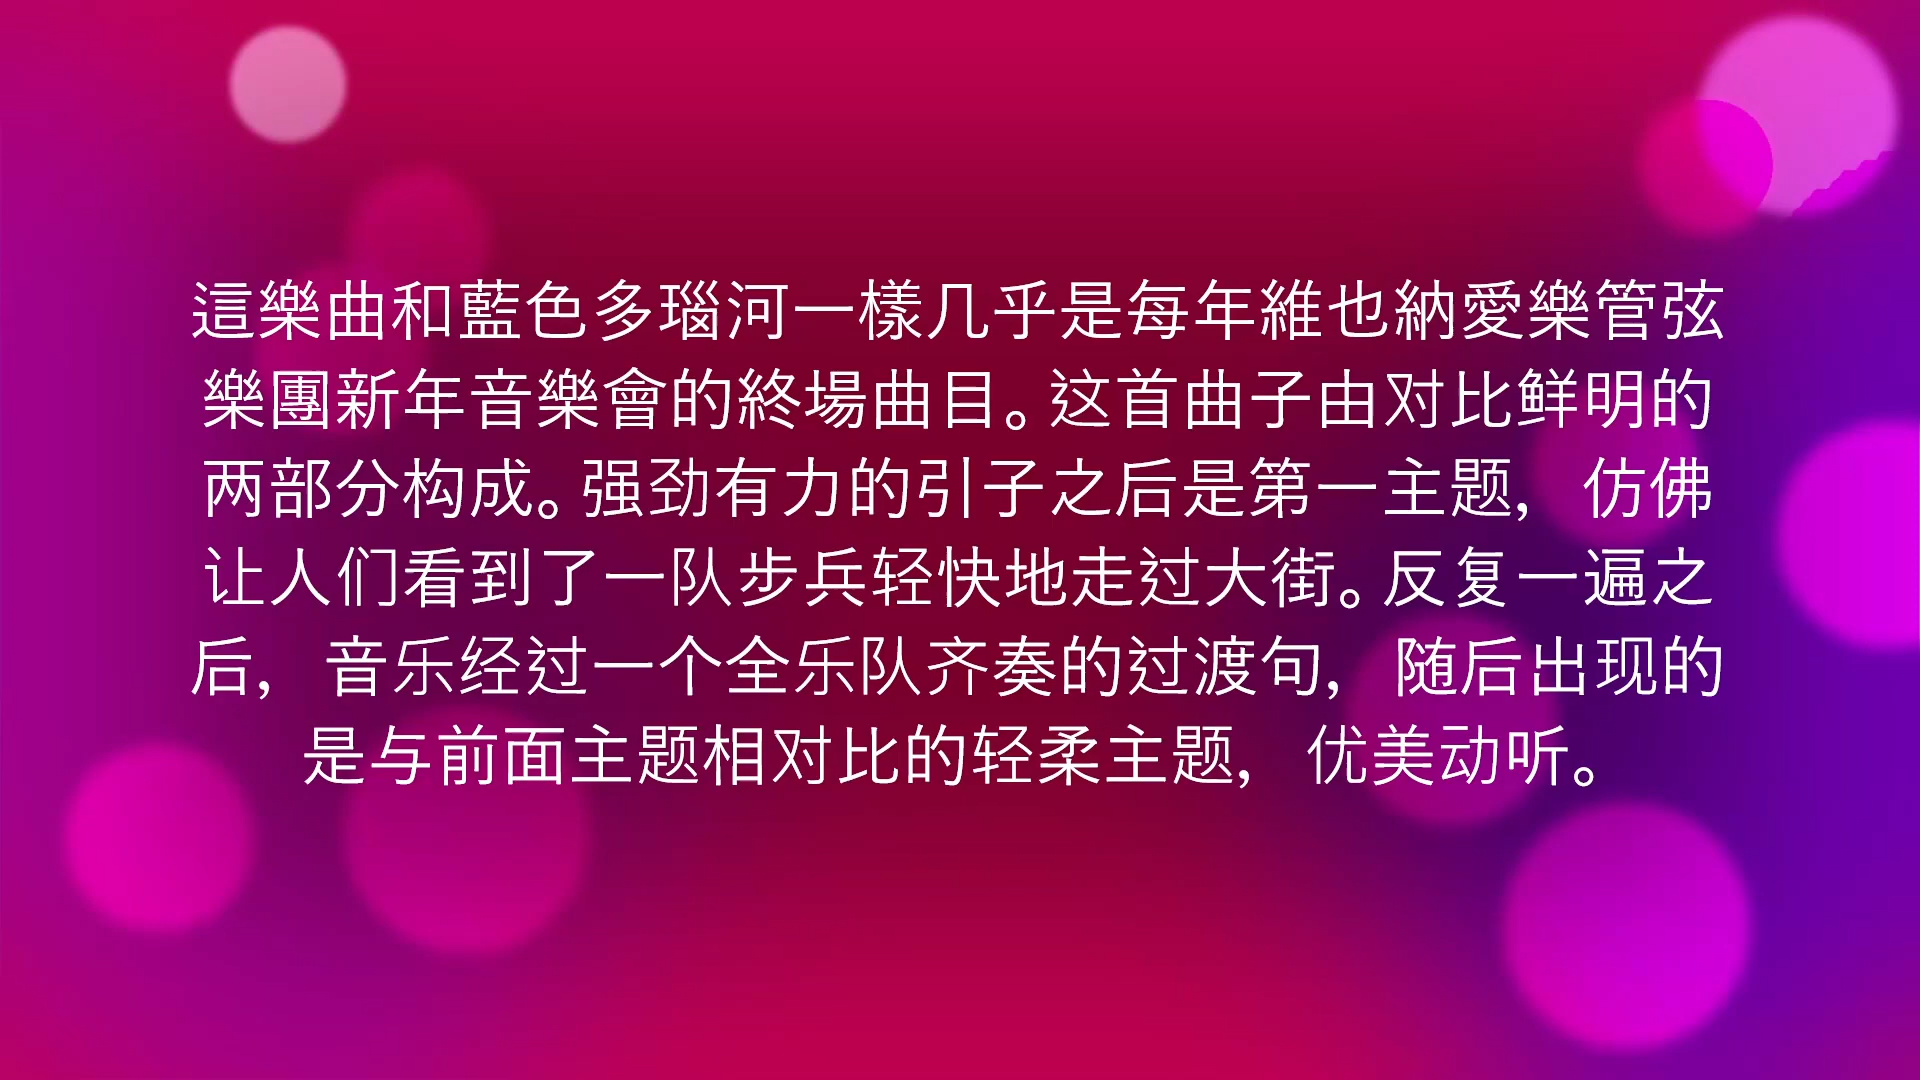 這樂曲和藍色多瑙河一樣几乎是每年維也納愛樂管弦
樂團新年音樂會的終場曲目。这首曲子由对比鲜明的
两部分构成。强劲有力的引子之后是第一主题，仿佛
让人们看到了一队步兵轻快地走过大街。反复一遍之
后，音乐经过一个全乐队齐奏的过渡句，随后出现的
是与前面主题相对比的轻柔主题，优美动听。